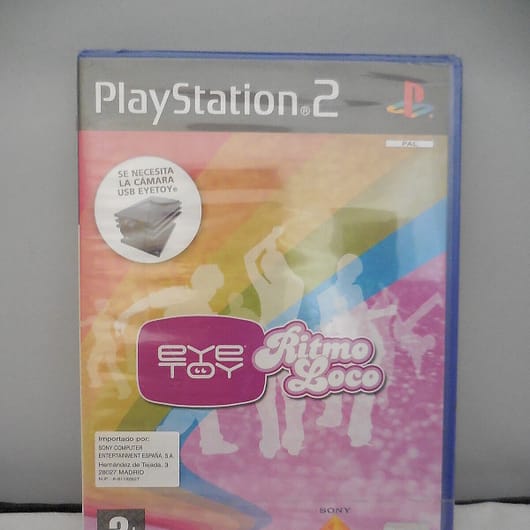 PlayStation®2
PAL
SE NECESITA
LA CÁMARA
USB EYETOY®
EYE
TOY
Ritmo
Loco
Importado por:
SONY COMPUTER
ENTERTAINMENT ESPAÑA, S.A.
Hernández de Tejada, 3
28027 MADRID
SONY